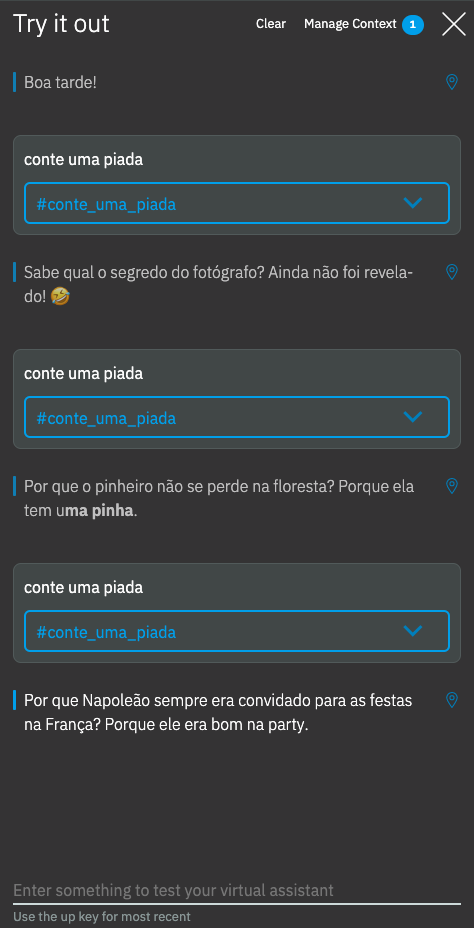 Try it out
Clear
Manage Context 1
Boa tarde!
conte uma piada
#conte_uma_piada
Sabe qual o segredo do fotógrafo? Ainda não foi revela-
do! 🤣
conte uma piada
#conte_uma_piada
Por que o pinheiro não se perde na floresta? Porque ela
tem uma pinha.
conte uma piada
#conte_uma_piada
Por que Napoleão sempre era convidado para as festas
na França? Porque ele era bom na party.
Enter something to test your virtual assistant
Use the up key for most recent